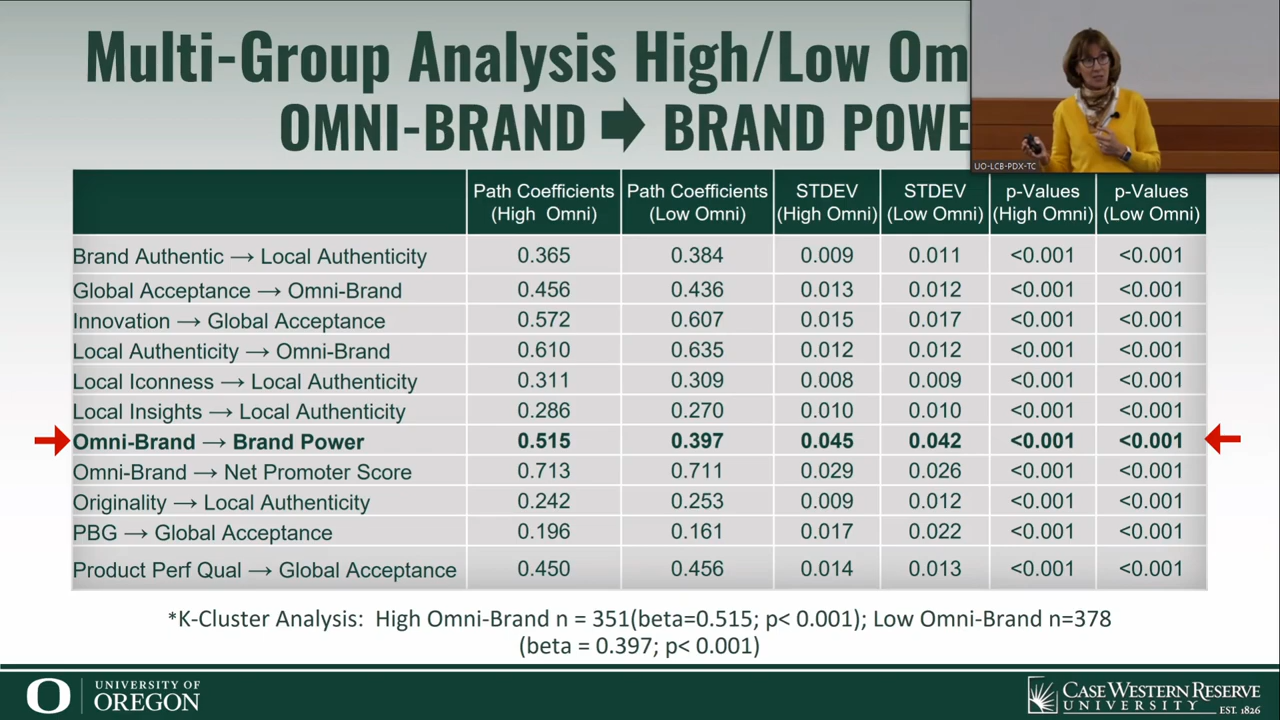 Multi-Group Analysis High/Low Om
OMNI-BRAND → BRAND POWE
UO-LCB-PDX-TC
Path Coefficients (High Omni) Path Coefficients (Low Omni) STDEV (High Omni) STDEV (Low Omni) p-Values (High Omni) p-Values (Low Omni)
Brand Authentic → Local Authenticity 0.365 0.384 0.009 0.011 <0.001 <0.001
Global Acceptance → Omni-Brand 0.456 0.436 0.013 0.012 <0.001 <0.001
Innovation → Global Acceptance 0.572 0.607 0.015 0.017 <0.001 <0.001
Local Authenticity → Omni-Brand 0.610 0.635 0.012 0.012 <0.001 <0.001
Local Iconness → Local Authenticity 0.311 0.309 0.008 0.009 <0.001 <0.001
Local Insights → Local Authenticity 0.286 0.270 0.010 0.010 <0.001 <0.001
Omni-Brand → Brand Power 0.515 0.397 0.045 0.042 <0.001 <0.001
Omni-Brand → Net Promoter Score 0.713 0.711 0.029 0.026 <0.001 <0.001
Originality → Local Authenticity 0.242 0.253 0.009 0.012 <0.001 <0.001
PBG → Global Acceptance 0.196 0.161 0.017 0.022 <0.001 <0.001
Product Perf Qual → Global Acceptance 0.450 0.456 0.014 0.013 <0.001 <0.001
*K-Cluster Analysis: High Omni-Brand n = 351(beta=0.515; p< 0.001); Low Omni-Brand n=378
(beta = 0.397; p< 0.001)
O
UNIVERSITY OF
OREGON
CASE WESTERN RESERVE
UNIVERSITY EST. 1826